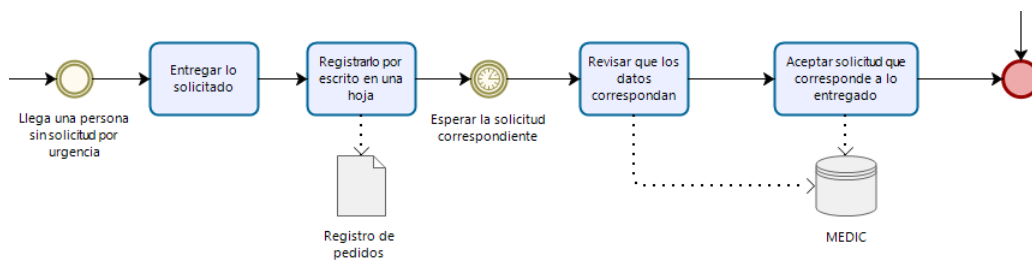 Llega una persona
sin solicitud por
urgencia
Entregar lo
solicitado
Registrarlo por
escrito en una
hoja
Registro de
pedidos
Esperar la solicitud
correspondiente
Revisar que los
datos
correspondan
Aceptar solicitud que
corresponde a lo
entregado
MEDIC